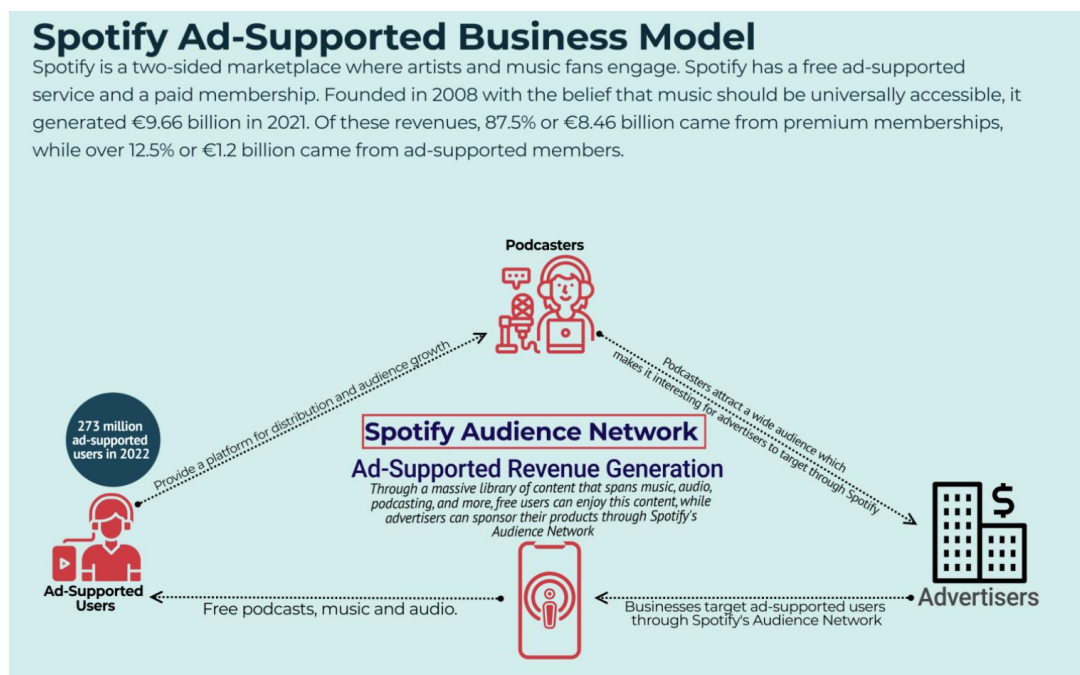 Spotify Ad-Supported Business Model
Spotify is a two-sided marketplace where artists and music fans engage. Spotify has a free ad-supported
service and a paid membership. Founded in 2008 with the belief that music should be universally accessible, it
generated €9.66 billion in 2021. Of these revenues, 87.5% or €8.46 billion came from premium memberships,
while over 12.5% or €1.2 billion came from ad-supported members.
Podcasters
Provide a platform for distribution and audience growth
Podcasters attract a wide audience which
makes it interesting for advertisers to target through Spotify
273 million
ad-supported
users in 2022
Spotify Audience Network
Ad-Supported Revenue Generation
Through a massive library of content that spans music, audio,
podcasting, and more, free users can enjoy this content, while
advertisers can sponsor their products through Spotify's
Audience Network
$
Ad-Supported
Users
Free podcasts, music and audio.
Businesses target ad-supported users
through Spotify's Audience Network
Advertisers